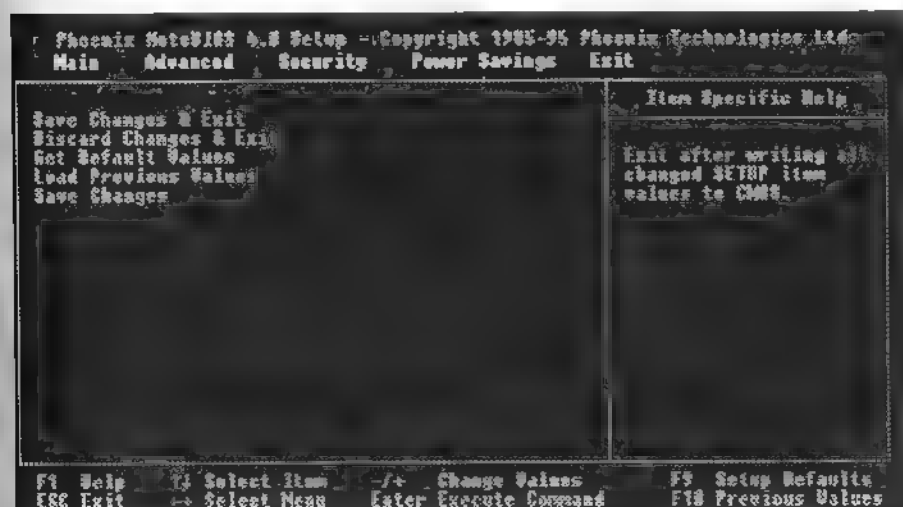 Phoenix NoteBIOS 4.0 Setup - Copyright 1985-95 Phoenix Technologies Ltd.
Main Advanced Security Power Savings Exit
Item Specific Help
Save Changes & Exit
Discard Changes & Exit
Get Default Values
Load Previous Values
Save Changes
Exit after writing all
changed SETUP item
values to CMOS.
F1 Help ↑↓ Select Item -/+ Change Values F9 Setup Defaults
ESC Exit ←→ Select Menu Enter Execute Command F10 Previous Values